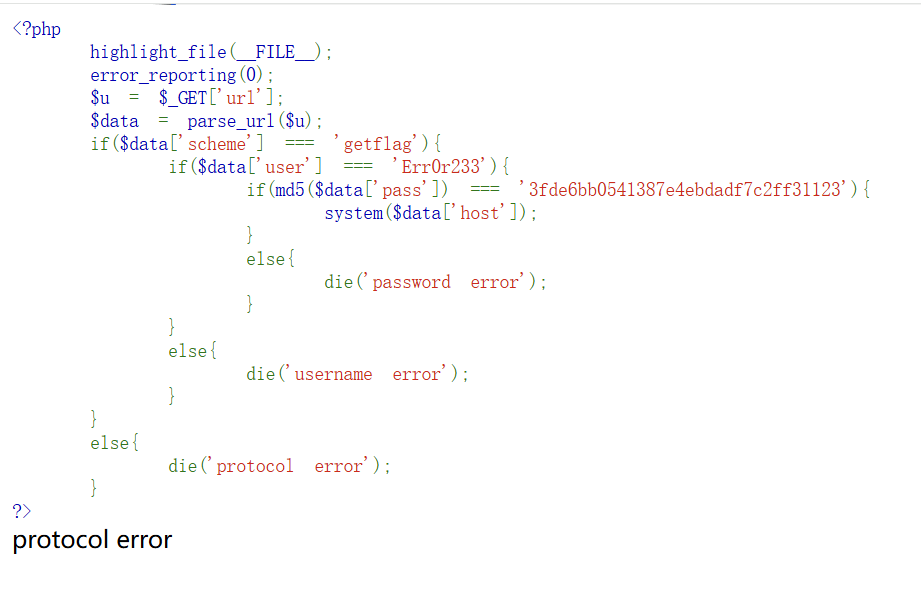 <?php
highlight_file(__FILE__);
error_reporting(0);
$u = $_GET['url'];
$data = parse_url($u);
if($data['scheme'] === 'getflag'){
if($data['user'] === 'Err0r233'){
if(md5($data['pass']) === '3fde6bb0541387e4ebdadf7c2ff31123'){
system($data['host']);
}
else{
die('password error');
}
}
else{
die('username error');
}
}
else{
die('protocol error');
}
?>
protocol error